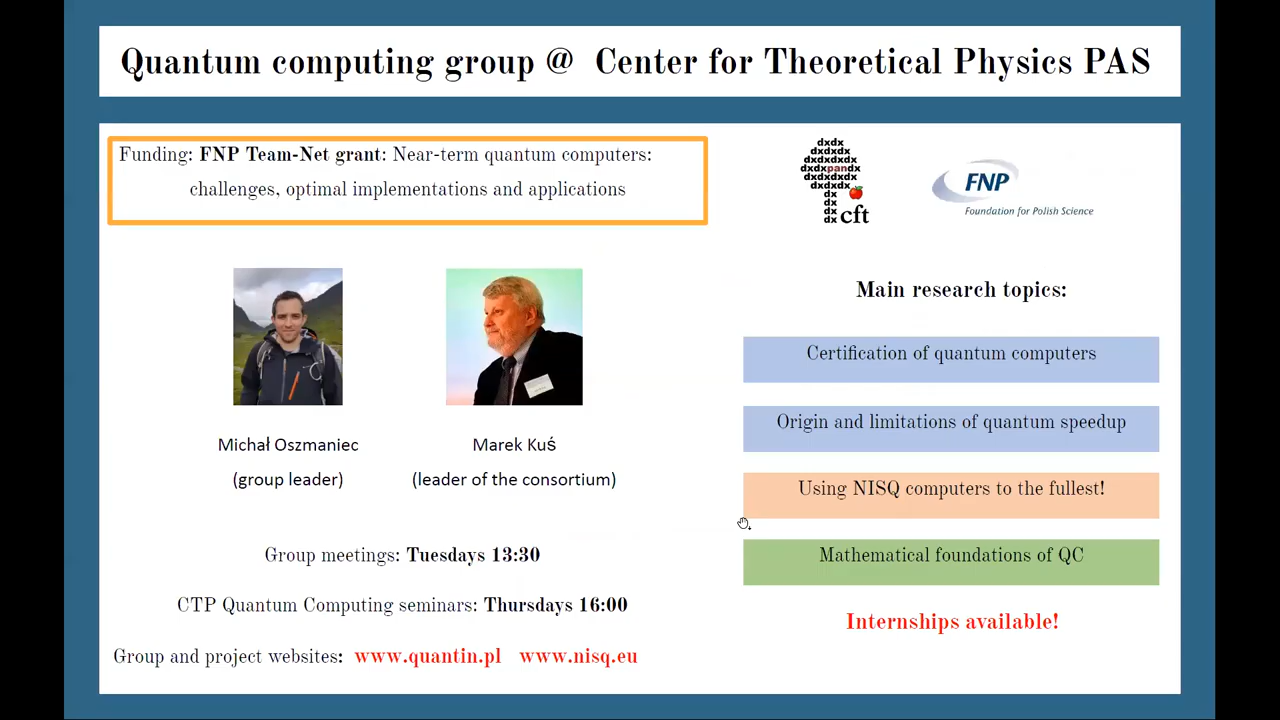 Quantum computing group @ Center for Theoretical Physics PAS
Funding: FNP Team-Net grant: Near-term quantum computers:
challenges, optimal implementations and applications
dxdx
dxdxdx
dxdxdxdx
dxdxpandx
dxdxdxdx
dxdxdx
dx
dx
dx
dx cft
FNP
Foundation for Polish Science
Michał Oszmaniec
(group leader)
Marek Kuś
(leader of the consortium)
Group meetings: Tuesdays 13:30
CTP Quantum Computing seminars: Thursdays 16:00
Group and project websites: www.quantin.pl www.nisq.eu
Main research topics:
Certification of quantum computers
Origin and limitations of quantum speedup
Using NISQ computers to the fullest!
Mathematical foundations of QC
Internships available!